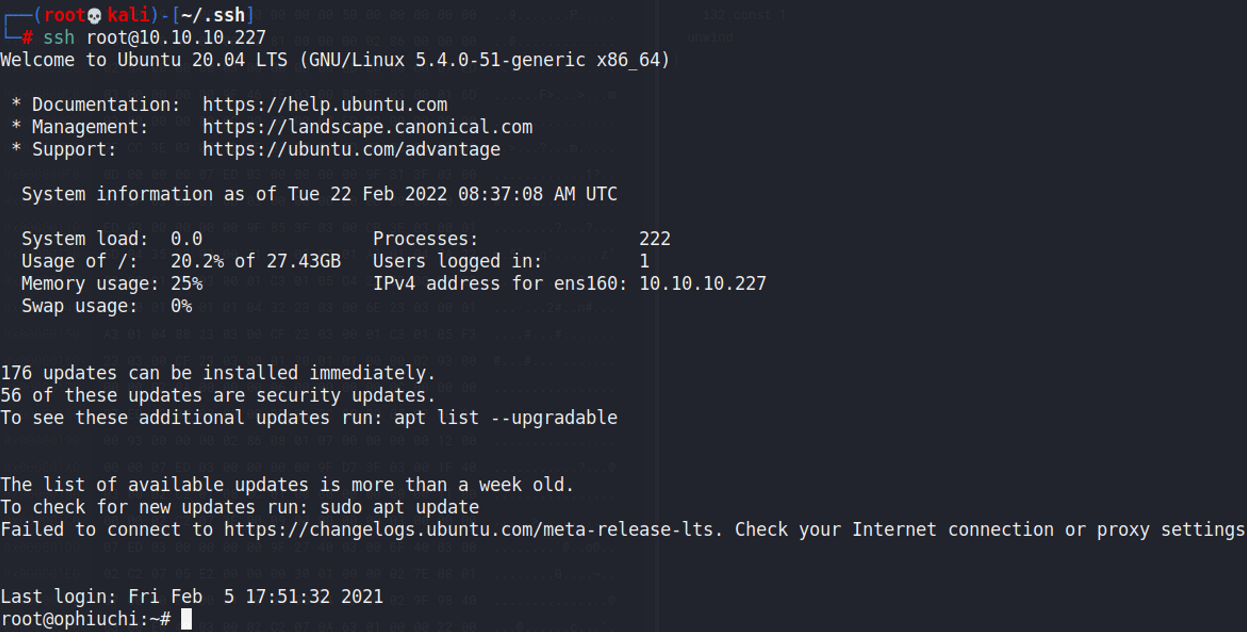 ┌──(root💀kali)-[~/.ssh]
└─# ssh root@10.10.10.227
Welcome to Ubuntu 20.04 LTS (GNU/Linux 5.4.0-51-generic x86_64)
* Documentation:  https://help.ubuntu.com
* Management:     https://landscape.canonical.com
* Support:        https://ubuntu.com/advantage
System information as of Tue 22 Feb 2022 08:37:08 AM UTC
System load:  0.0                Processes:               222
Usage of /:   20.2% of 27.43GB   Users logged in:         1
Memory usage: 25%                IPv4 address for ens160: 10.10.10.227
Swap usage:   0%
176 updates can be installed immediately.
56 of these updates are security updates.
To see these additional updates run: apt list --upgradable
The list of available updates is more than a week old.
To check for new updates run: sudo apt update
Failed to connect to https://changelogs.ubuntu.com/meta-release-lts. Check your Internet connection or proxy settings
Last login: Fri Feb  5 17:51:32 2021
root@ophiuchi:~#